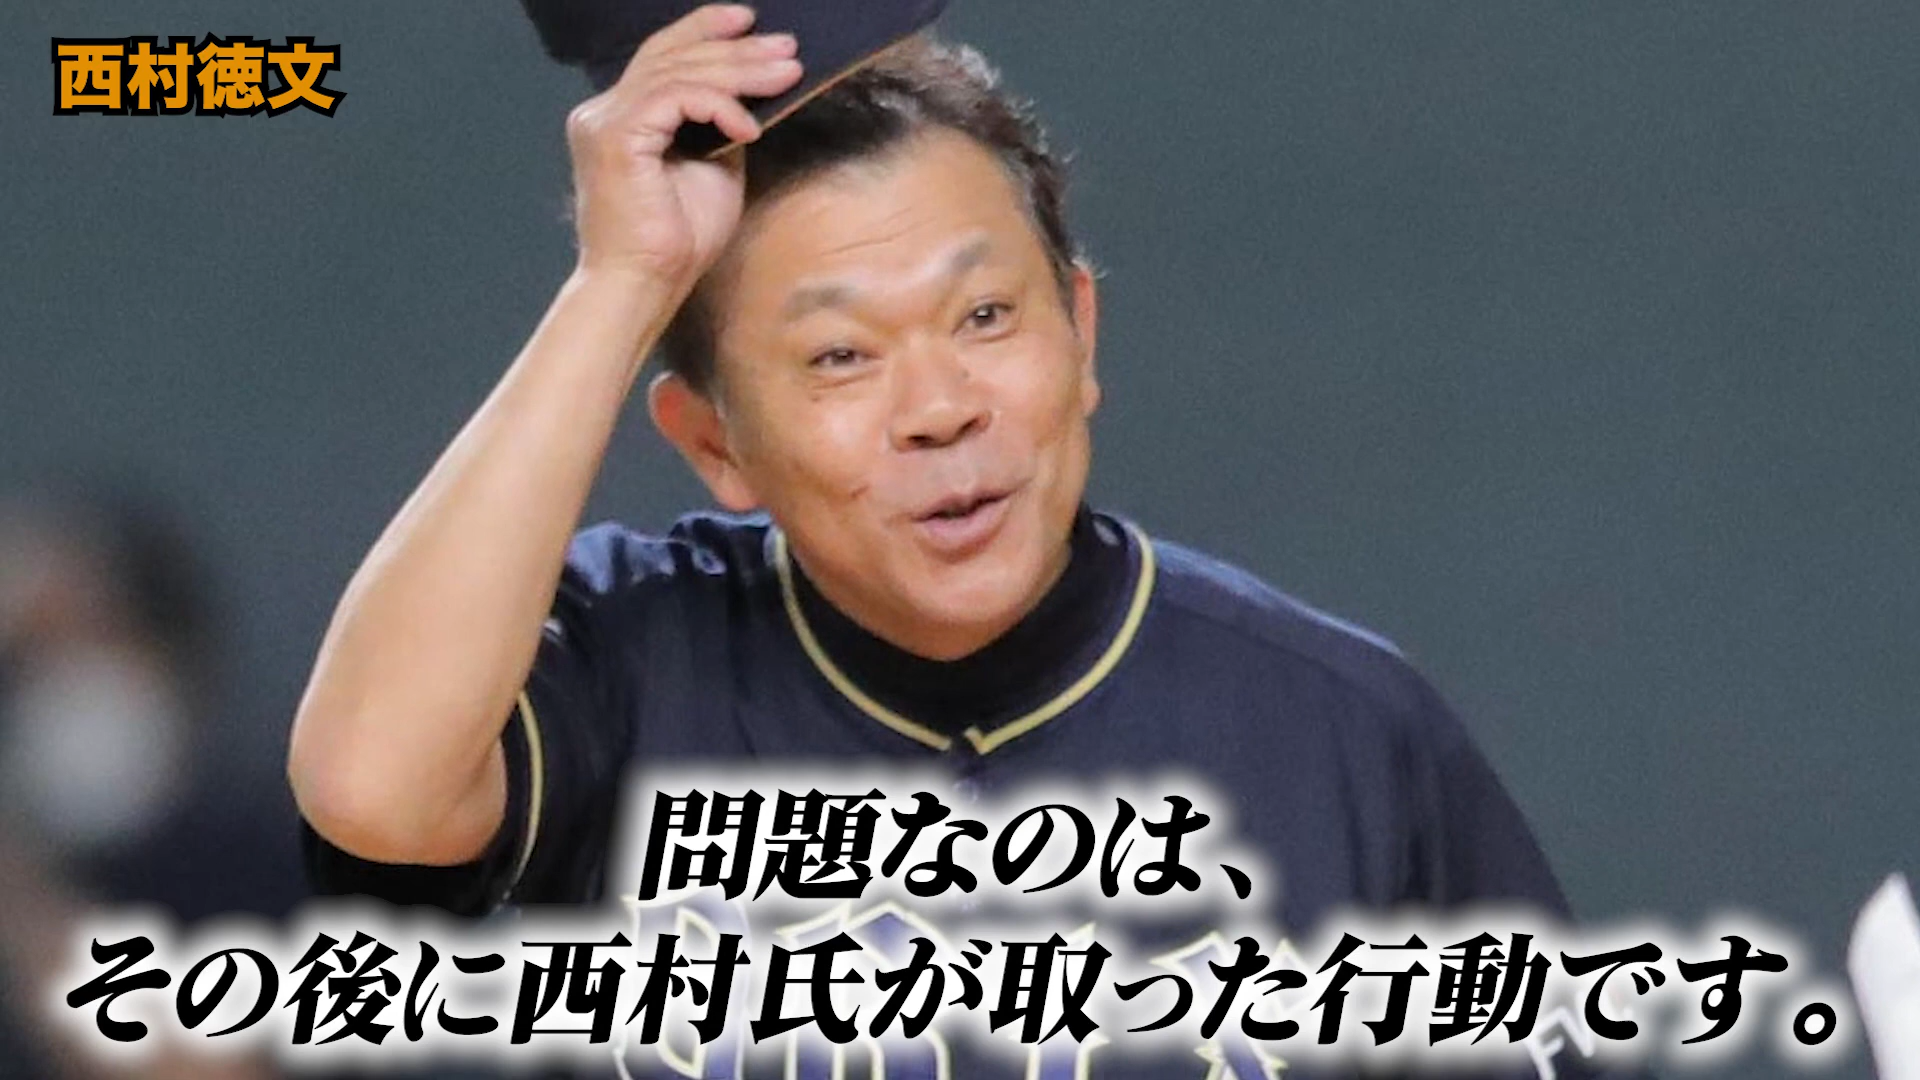 西村徳文
問題なのは、
その後に西村氏が取った行動です。